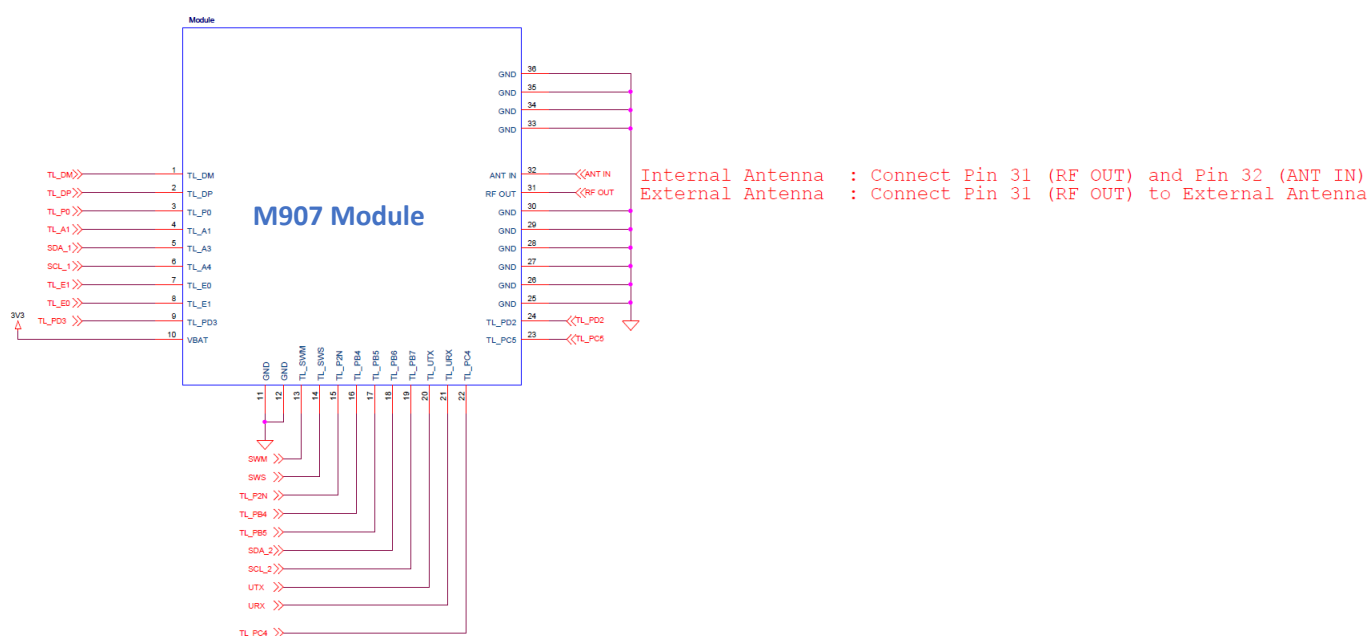 Module
M907 Module
GND 36
GND 35
GND 34
GND 33
ANT IN 32 ANT IN
RF OUT 31 RF OUT
GND 30
GND 29
GND 28
GND 27
GND 26
GND 25
TL_PD2 24 TL_PD2
TL_PC5 23 TL_PC5
Internal Antenna : Connect Pin 31 (RF OUT) and Pin 32 (ANT IN)
External Antenna : Connect Pin 31 (RF OUT) to External Antenna
TL_DM 1 TL_DM
TL_DP 2 TL_DP
TL_P0 3 TL_P0
TL_A1 4 TL_A1
SDA_1 5 TL_A3
SCL_1 6 TL_A4
TL_E1 7 TL_E0
TL_E0 8 TL_E1
TL_PD3 9 TL_PD3
3V3 10 VBAT
GND 11
GND 12
TL_SWM 13
TL_SWS 14
TL_P2N 15
TL_PB4 16
TL_PB5 17
TL_PB6 18
TL_PB7 19
TL_UTX 20
TL_URX 21
TL_PC4 22
SWM
SWS
TL_P2N
TL_PB4
TL_PB5
SDA_2
SCL_2
UTX
URX
TL_PC4